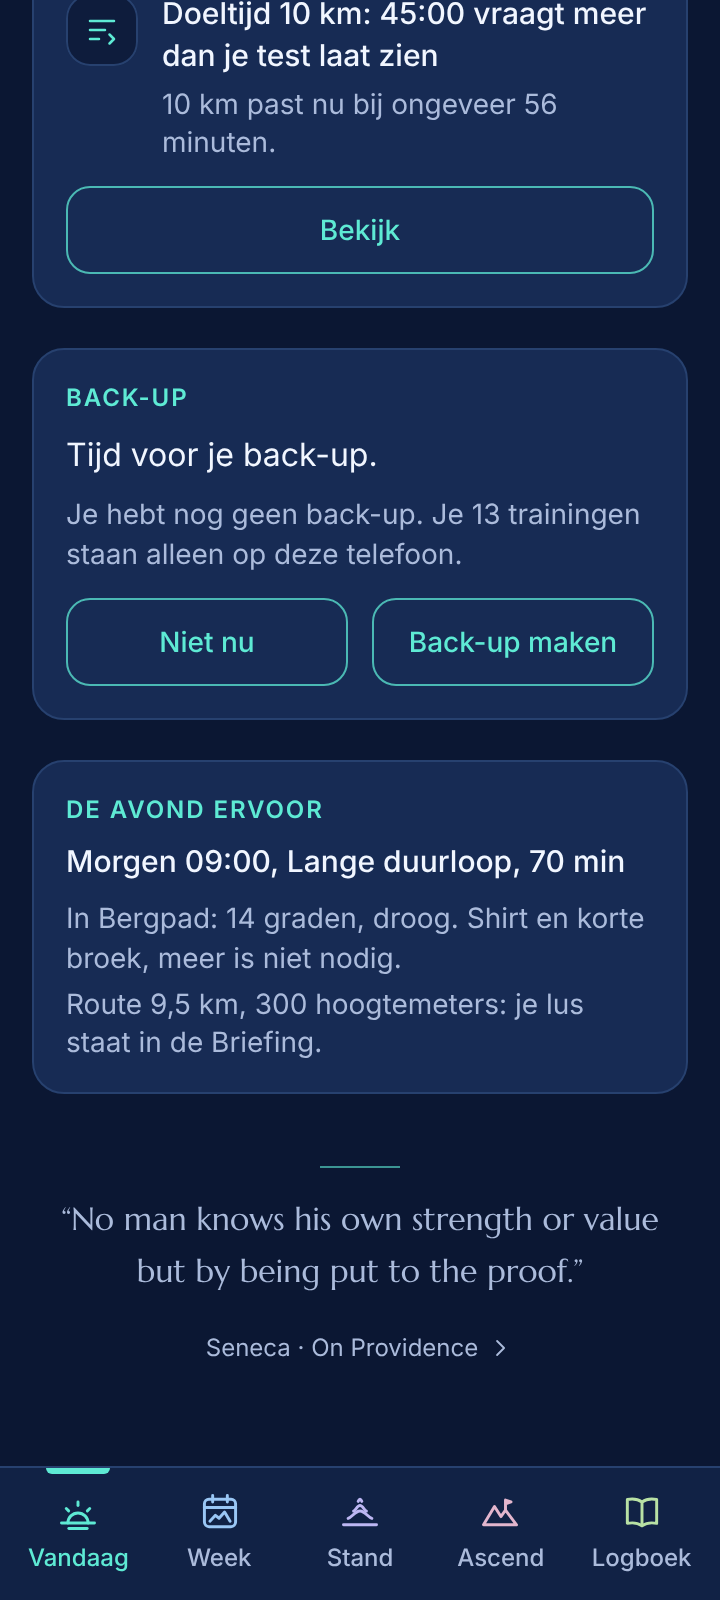 Doeltijd 10 km: 45:00 vraagt meer
dan je test laat zien
10 km past nu bij ongeveer 56
minuten.
Bekijk
BACK-UP
Tijd voor je back-up.
Je hebt nog geen back-up. Je 13 trainingen
staan alleen op deze telefoon.
Niet nu
Back-up maken
DE AVOND ERVOOR
Morgen 09:00, Lange duurloop, 70 min
In Bergpad: 14 graden, droog. Shirt en korte
broek, meer is niet nodig.
Route 9,5 km, 300 hoogtemeters: je lus
staat in de Briefing.
“No man knows his own strength or value
but by being put to the proof.”
Seneca · On Providence
Vandaag
Week
Stand
Ascend
Logboek